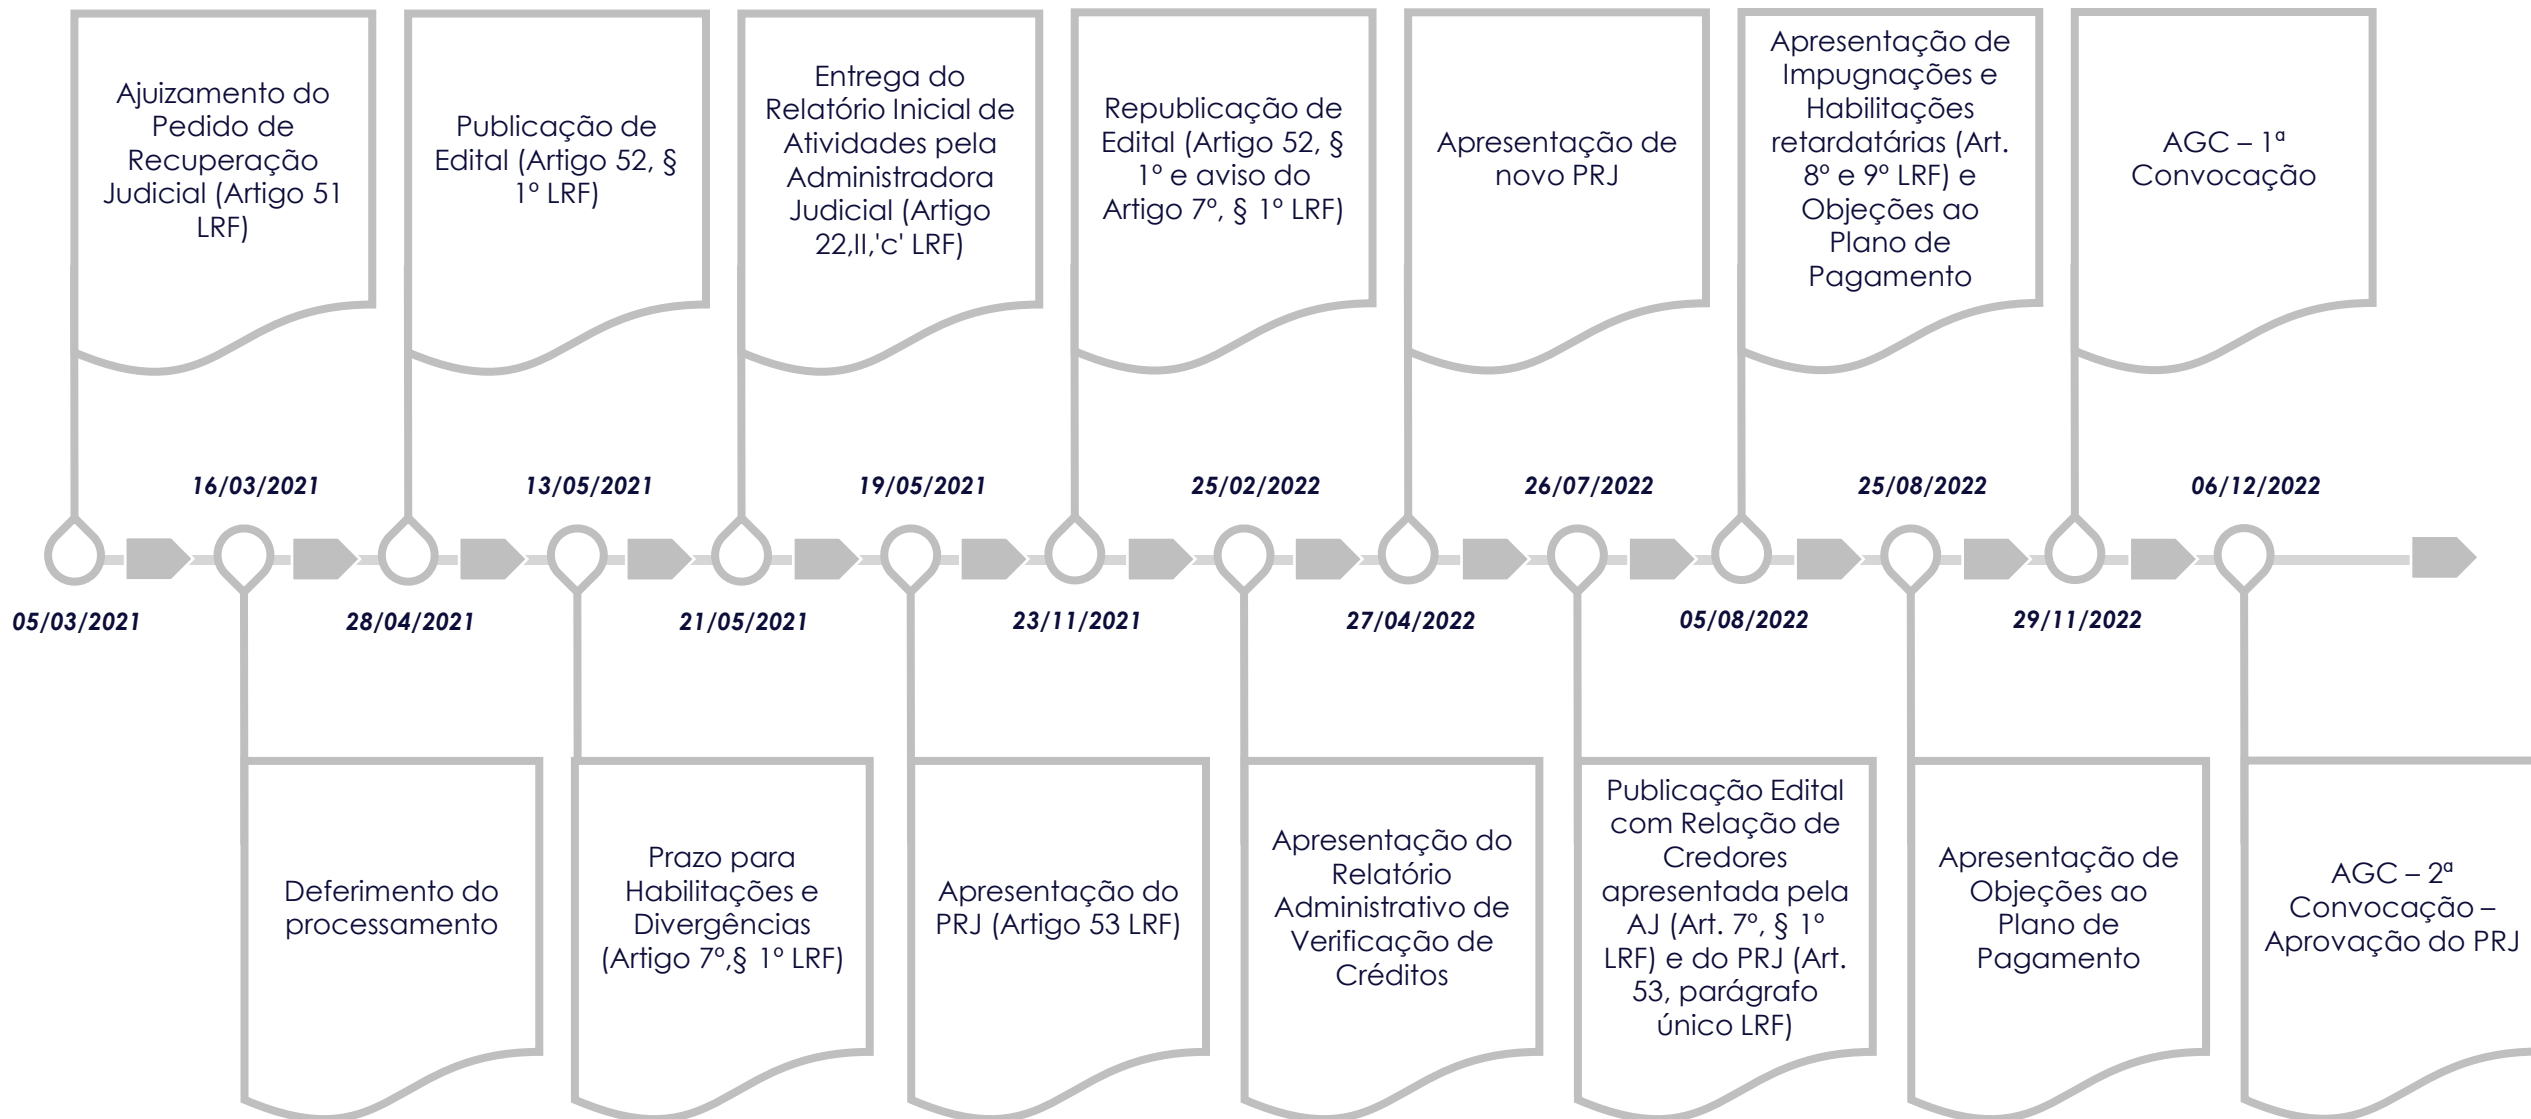 Ajuizamento do
Pedido de
Recuperação
Judicial (Artigo 51
LRF)
Publicação de
Edital (Artigo 52, §
1º LRF)
Entrega do
Relatório Inicial de
Atividades pela
Administradora
Judicial (Artigo
22,II,'c' LRF)
Republicação de
Edital (Artigo 52, §
1º e aviso do
Artigo 7º, § 1º LRF)
Apresentação de
novo PRJ
Apresentação de
Impugnações e
Habilitações
retardatárias (Art.
8º e 9º LRF) e
Objeções ao
Plano de
Pagamento
AGC – 1ª
Convocação
16/03/2021
13/05/2021
19/05/2021
25/02/2022
26/07/2022
25/08/2022
06/12/2022
05/03/2021
28/04/2021
21/05/2021
23/11/2021
27/04/2022
05/08/2022
29/11/2022
Deferimento do
processamento
Prazo para
Habilitações e
Divergências
(Artigo 7º,§ 1º LRF)
Apresentação do
PRJ (Artigo 53 LRF)
Apresentação do
Relatório
Administrativo de
Verificação de
Créditos
Publicação Edital
com Relação de
Credores
apresentada pela
AJ (Art. 7º, § 1º
LRF) e do PRJ (Art.
53, parágrafo
único LRF)
Apresentação de
Objeções ao
Plano de
Pagamento
AGC – 2ª
Convocação –
Aprovação do PRJ